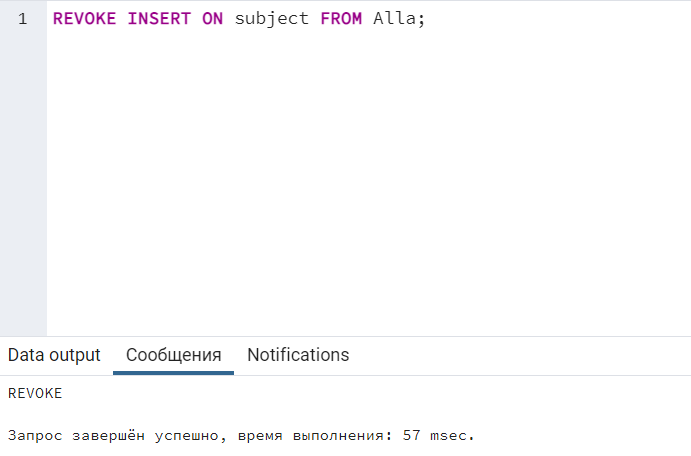 1 REVOKE INSERT ON subject FROM Alla;
Data output Сообщения Notifications
REVOKE
Запрос завершён успешно, время выполнения: 57 msec.